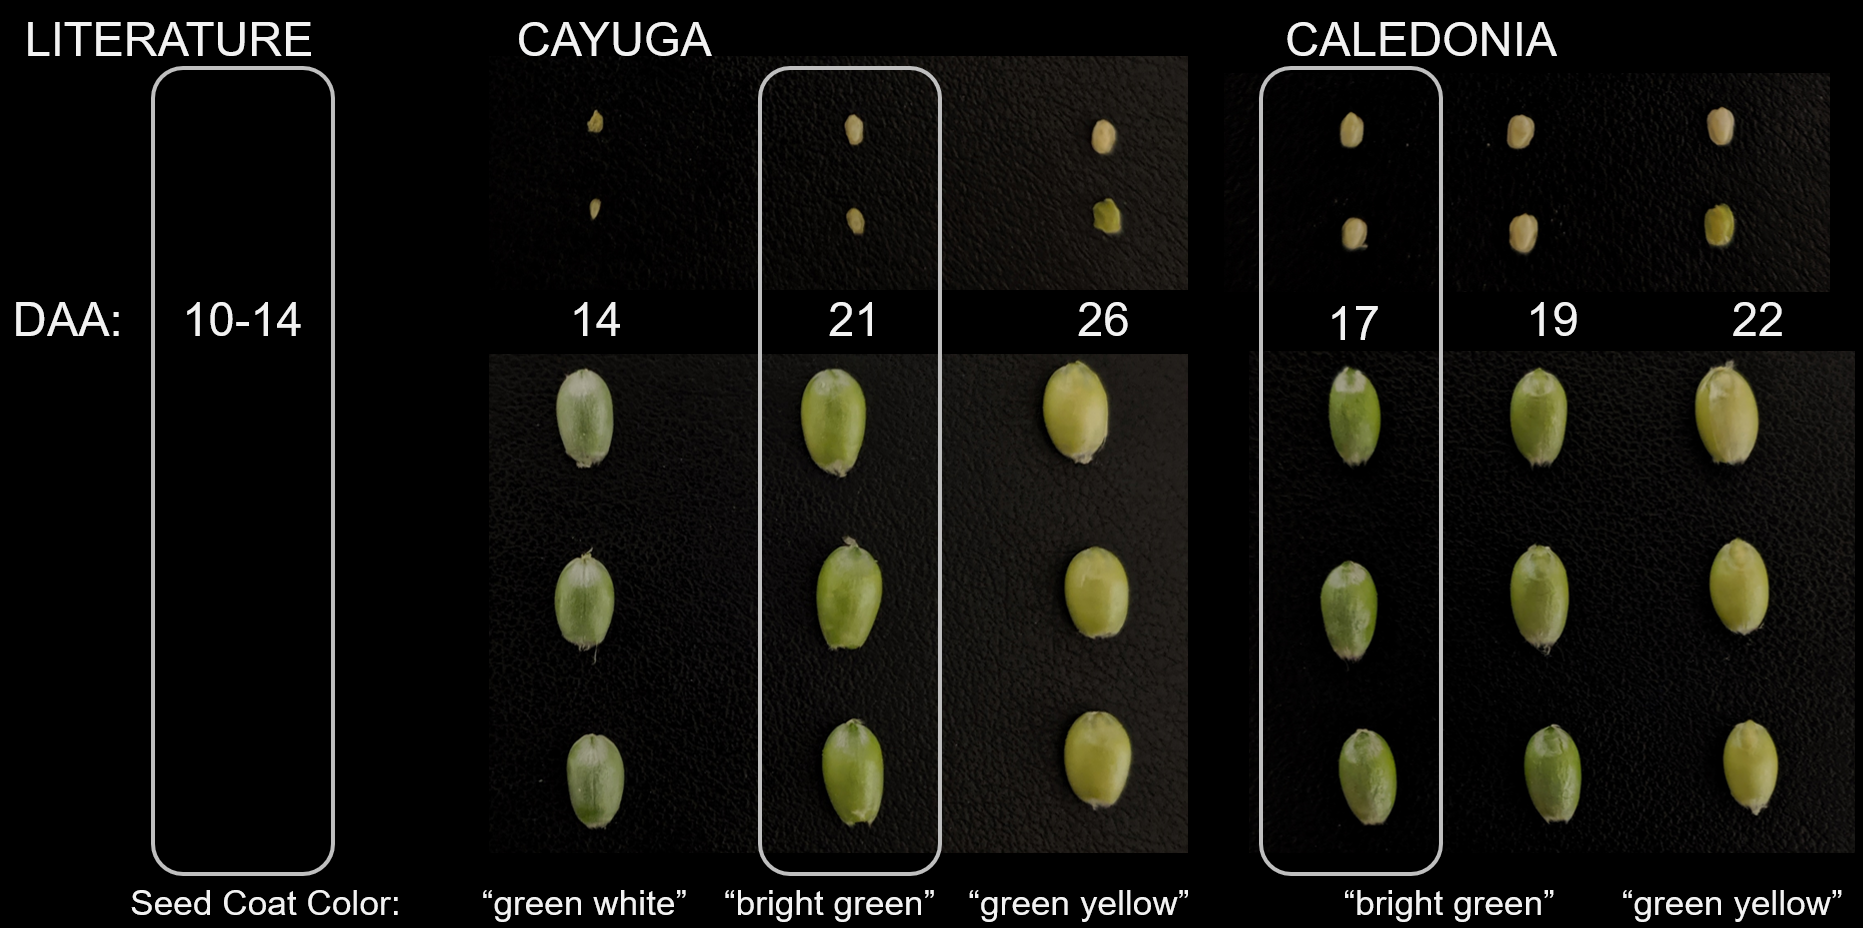 LITERATURE CAYUGA CALEDONIA
DAA: 10-14 14 21 26 17 19 22
Seed Coat Color: “green white” “bright green” “green yellow” “bright green” “green yellow”